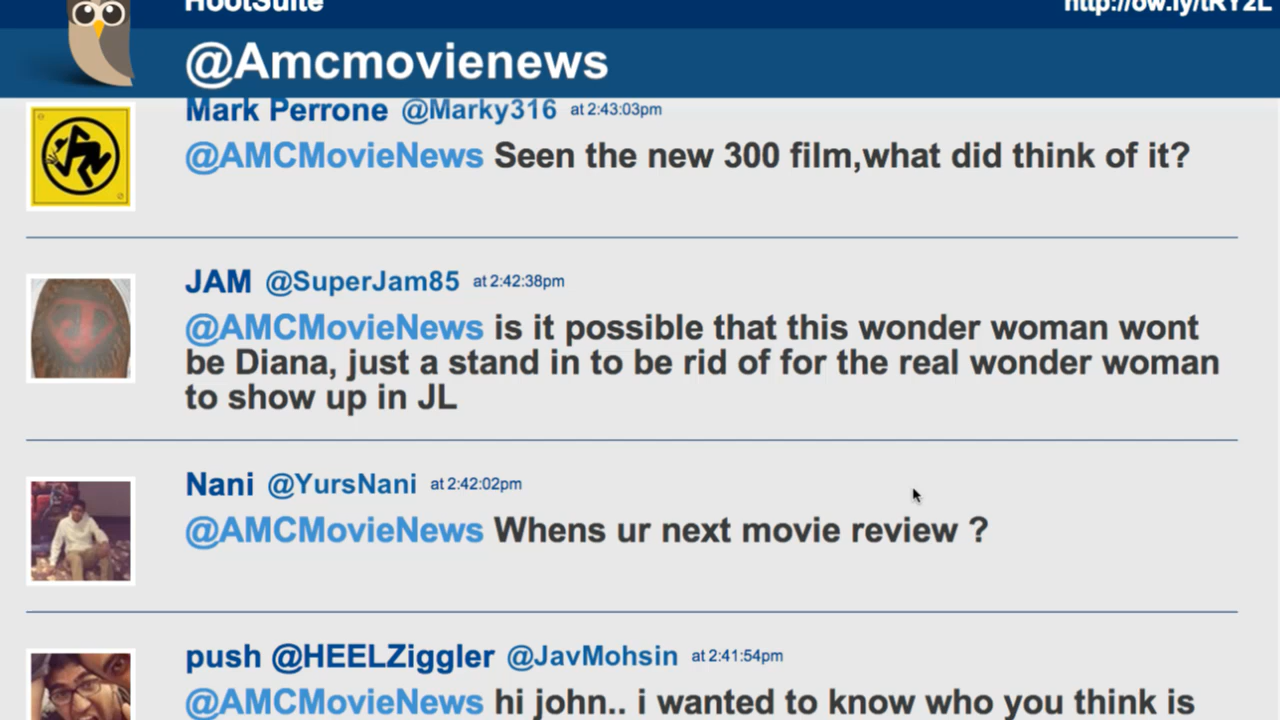 HootSuite
@Amcmovienews
Mark Perrone @Marky316 at 2:43:03pm
@AMCMovieNews Seen the new 300 film,what did think of it?
JAM @SuperJam85 at 2:42:38pm
@AMCMovieNews is it possible that this wonder woman wont
be Diana, just a stand in to be rid of for the real wonder woman
to show up in JL
Nani @YursNani at 2:42:02pm
@AMCMovieNews Whens ur next movie review ?
push @HEELZiggler @JavMohsin at 2:41:54pm
@AMCMovieNews hi john.. i wanted to know who you think is